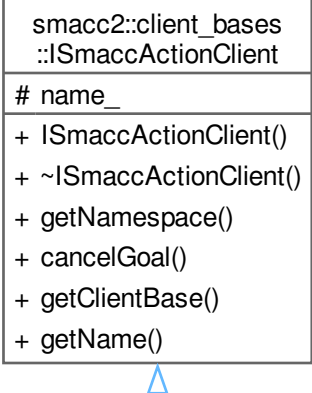 smacc2::client_bases
::ISmaccActionClient
# name_
+ ISmaccActionClient()
+ ~ISmaccActionClient()
+ getNamespace()
+ cancelGoal()
+ getClientBase()
+ getName()